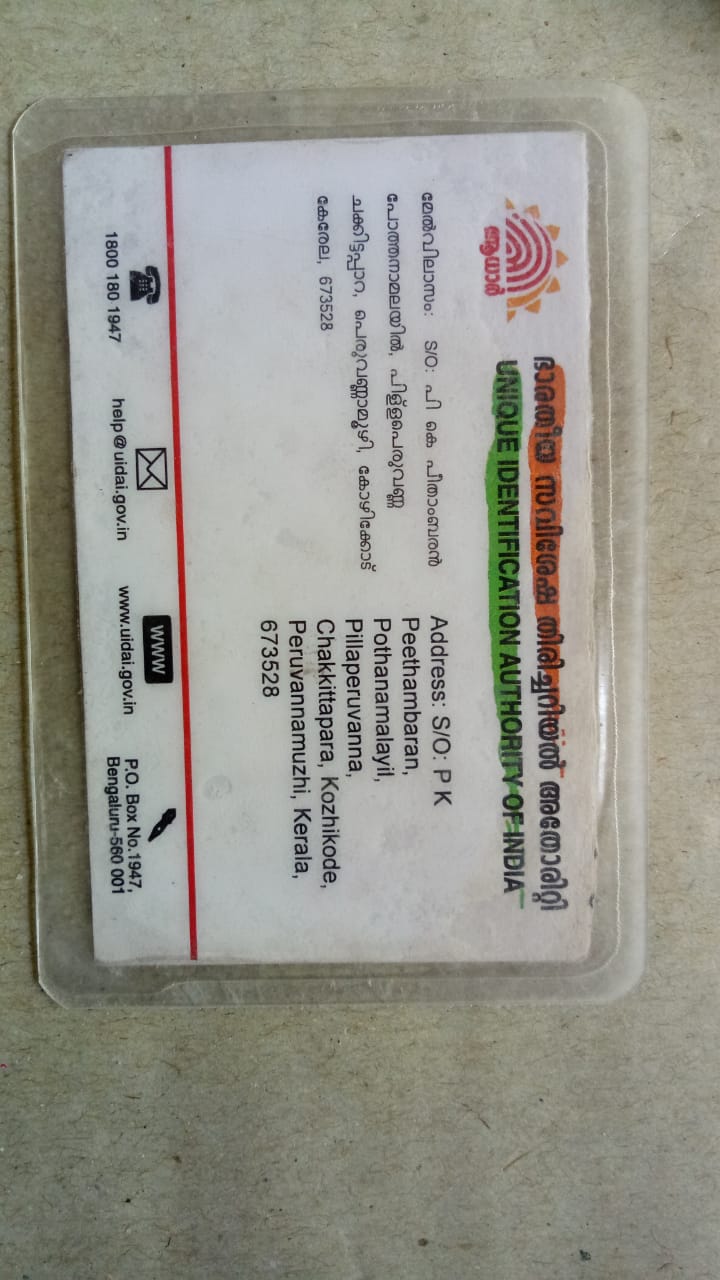 ഭാരതീയ സവിശേഷ തിരിച്ചറിയൽ അതോരിറ്റി
UNIQUE IDENTIFICATION AUTHORITY OF INDIA
ആധാർ
മേൽവിലാസം: S/O: പി കെ പീതാംബരൻ
പോത്തനാമലയിൽ, പിള്ളപെരുവണ്ണ
ചക്കിട്ടപ്പാറ, പെരുവണ്ണാമുഴി, കോഴിക്കോട്
കേരല, 673528
Address: S/O: P K
Peethambaran,
Pothanamalayil,
Pillaperuvanna,
Chakkittapara, Kozhikode,
Peruvannamuzhi, Kerala,
673528
1800 180 1947
help@uidai.gov.in
WWW
www.uidai.gov.in
P.O. Box No.1947,
Bengaluru-560 001